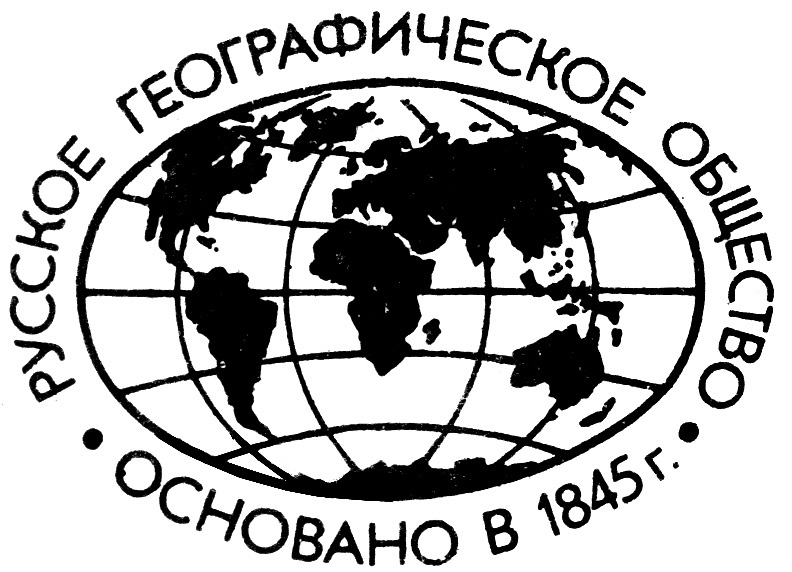 РУССКОЕ ГЕОГРАФИЧЕСКОЕ ОБЩЕСТВО
• ОСНОВАНО В 1845 г. •